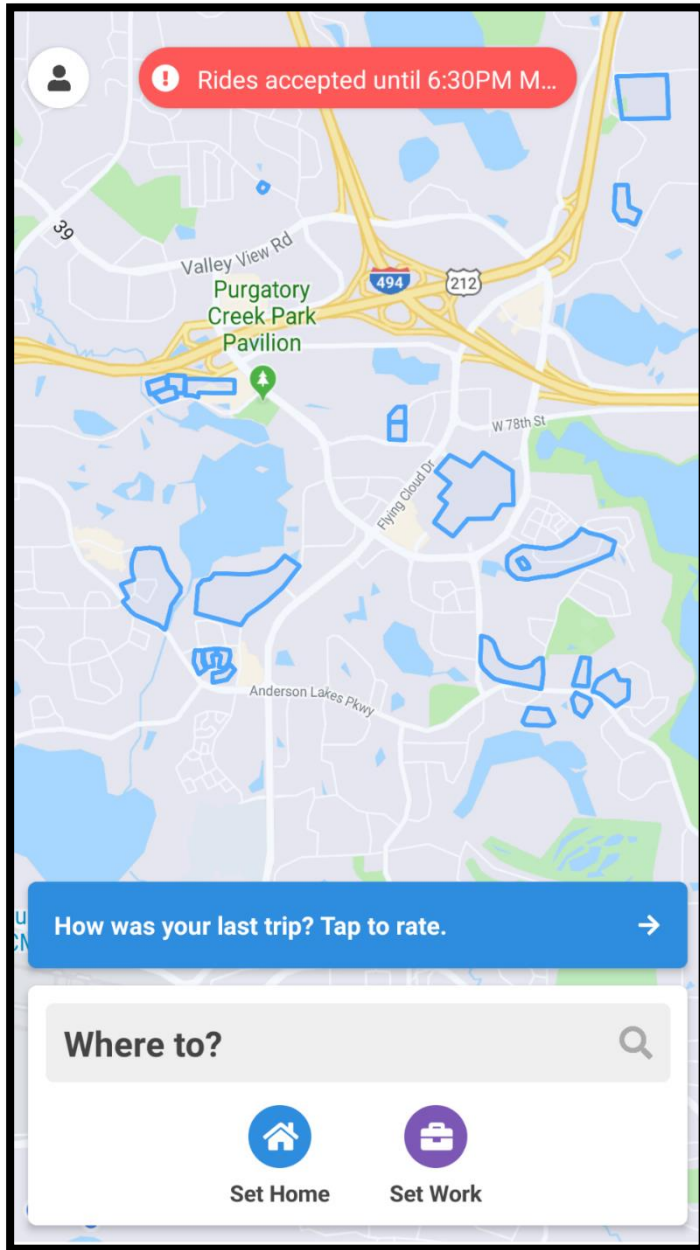 Rides accepted until 6:30PM M...
39
Valley View Rd
494
212
Purgatory
Creek Park
Pavilion
W 78th St
Flying Cloud Dr
Anderson Lakes Pkwy
How was your last trip? Tap to rate.
Where to?
Set Home
Set Work